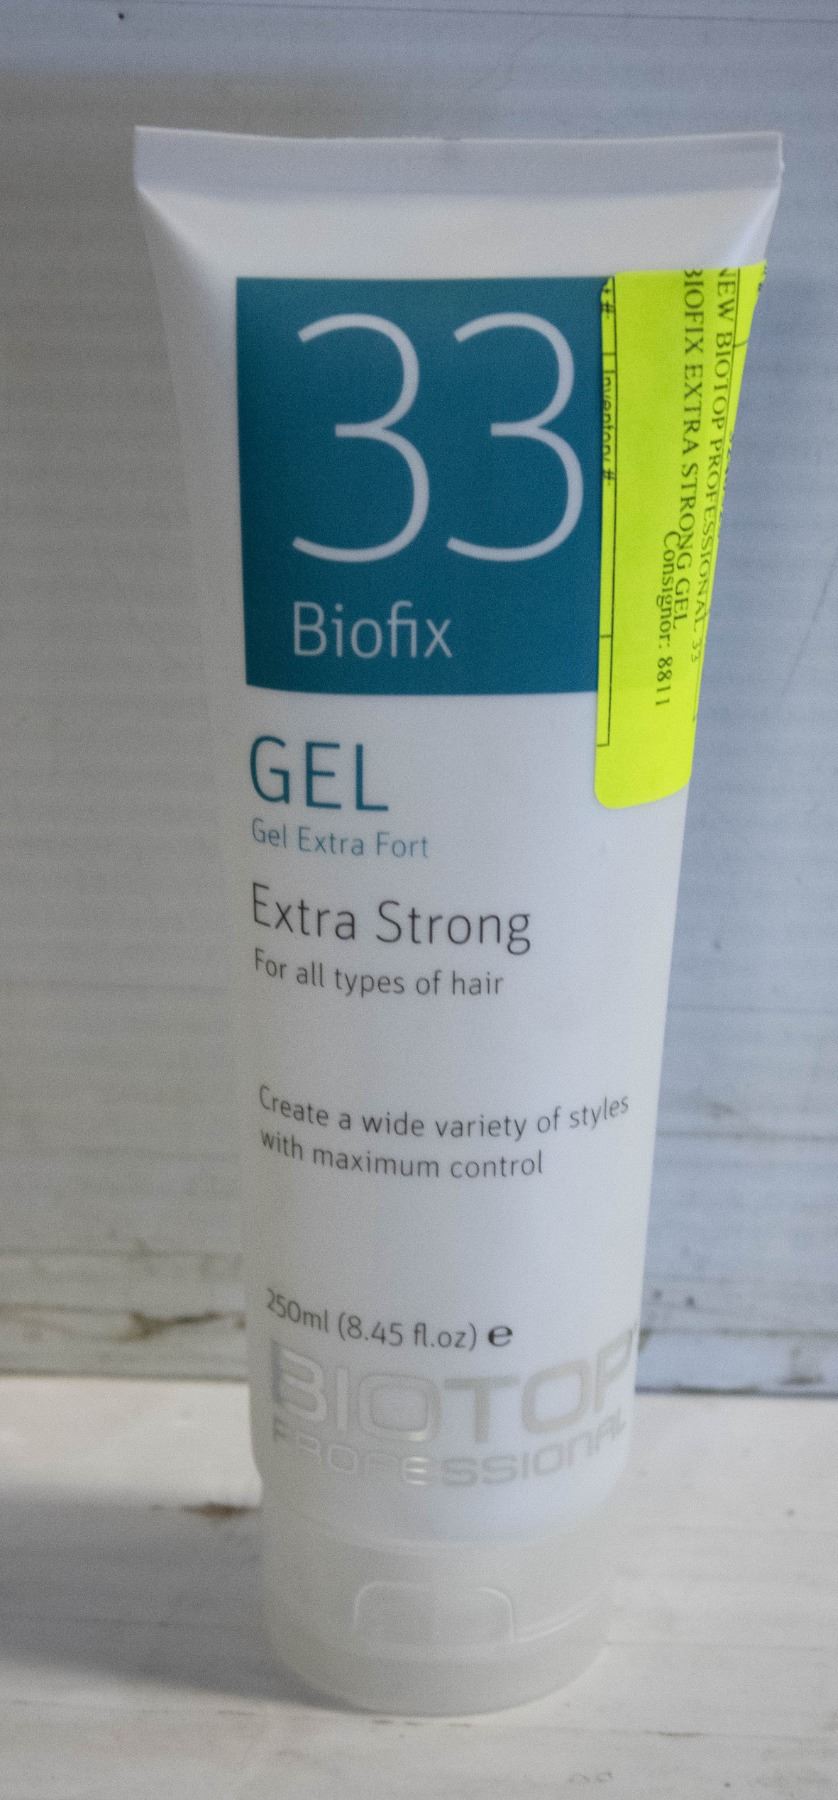 33
Biofix
GEL
Gel Extra Fort
Extra Strong
For all types of hair
Create a wide variety of styles
with maximum control
250ml (8.45 fl.oz) e
BIOTOP
PROFESSIONAL
NEW BIOTOP PROFESSIONAL 33
BIOFIX EXTRA STRONG GEL
Consignor: 8811
#: Inventory #: